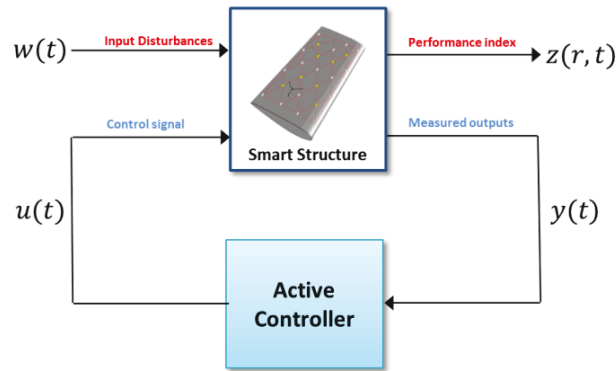 w(t)
Input Disturbances
Performance index
z(r, t)
Control signal
Measured outputs
Smart Structure
u(t)
y(t)
Active
Controller